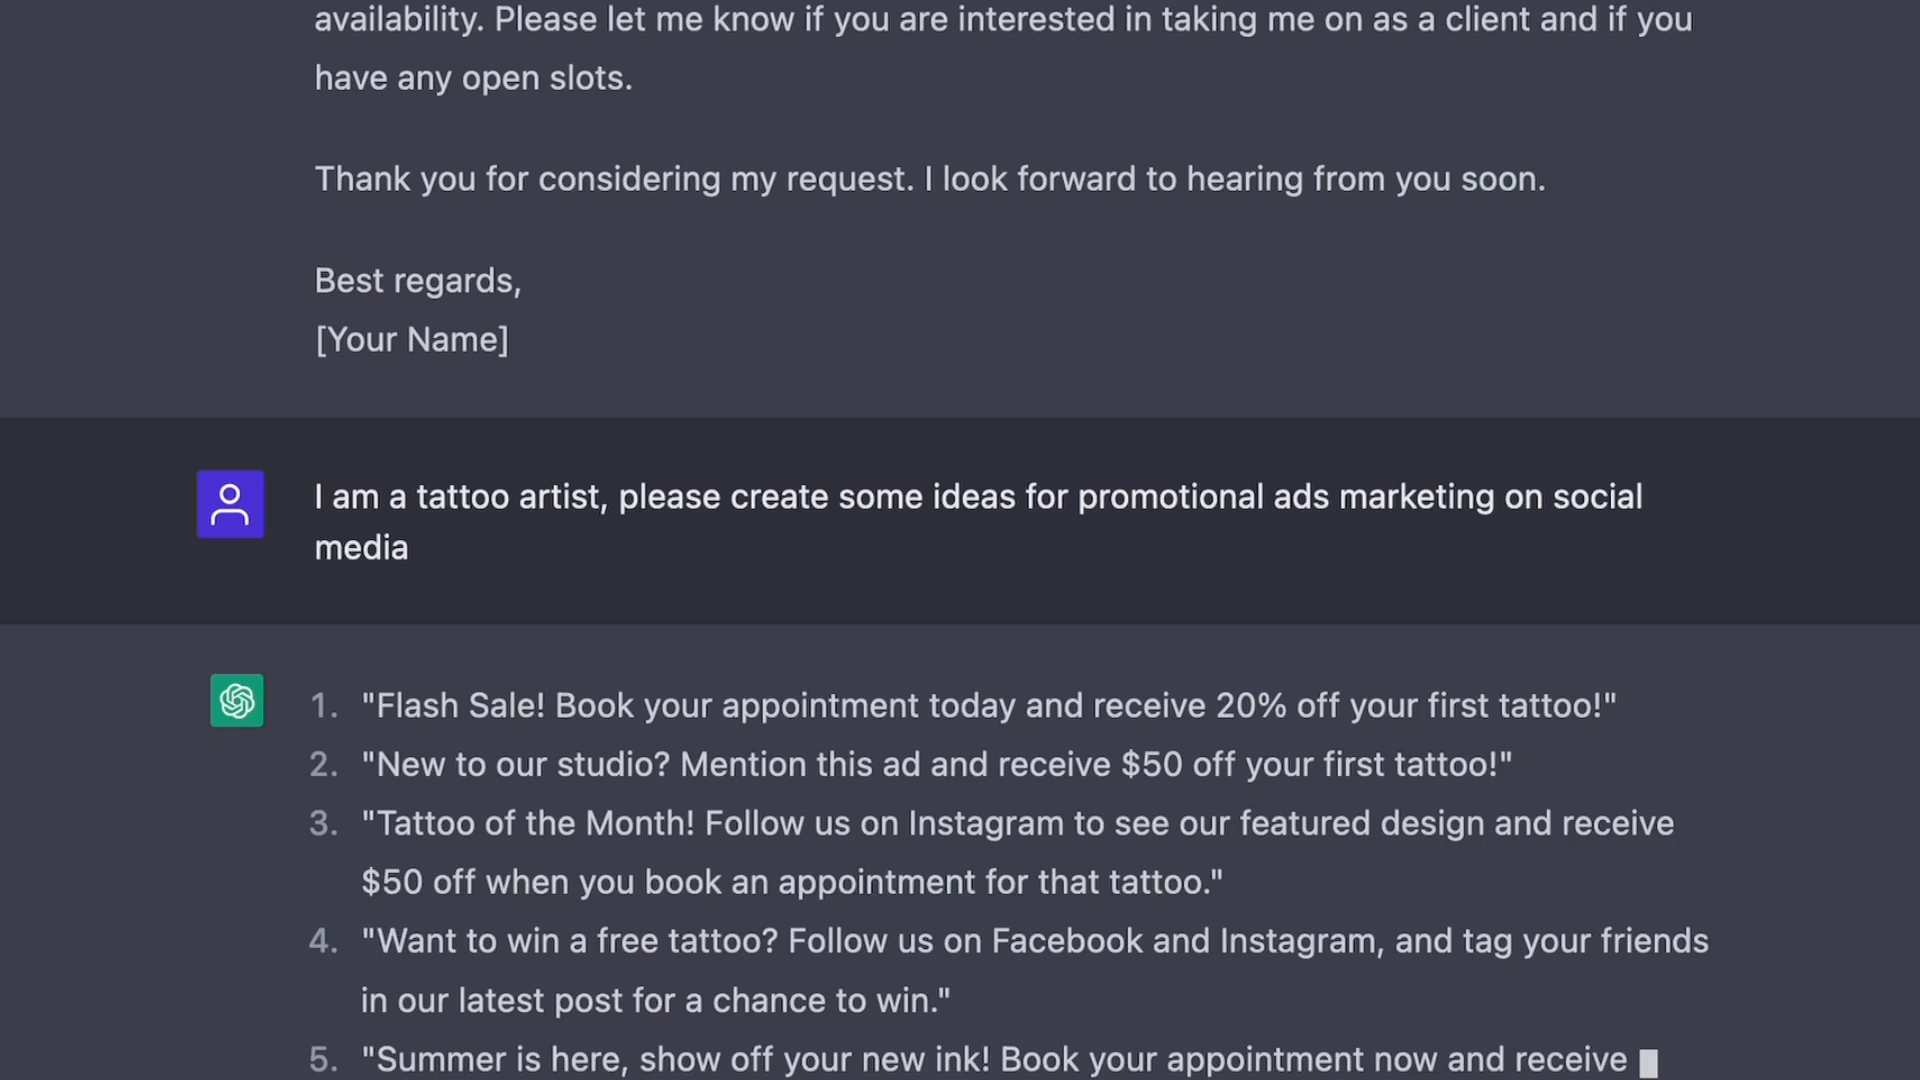 availability. Please let me know if you are interested in taking me on as a client and if you
have any open slots.
Thank you for considering my request. I look forward to hearing from you soon.
Best regards,
[Your Name]
I am a tattoo artist, please create some ideas for promotional ads marketing on social
media
1. "Flash Sale! Book your appointment today and receive 20% off your first tattoo!"
2. "New to our studio? Mention this ad and receive $50 off your first tattoo!"
3. "Tattoo of the Month! Follow us on Instagram to see our featured design and receive
$50 off when you book an appointment for that tattoo."
4. "Want to win a free tattoo? Follow us on Facebook and Instagram, and tag your friends
in our latest post for a chance to win."
5. "Summer is here, show off your new ink! Book your appointment now and receive